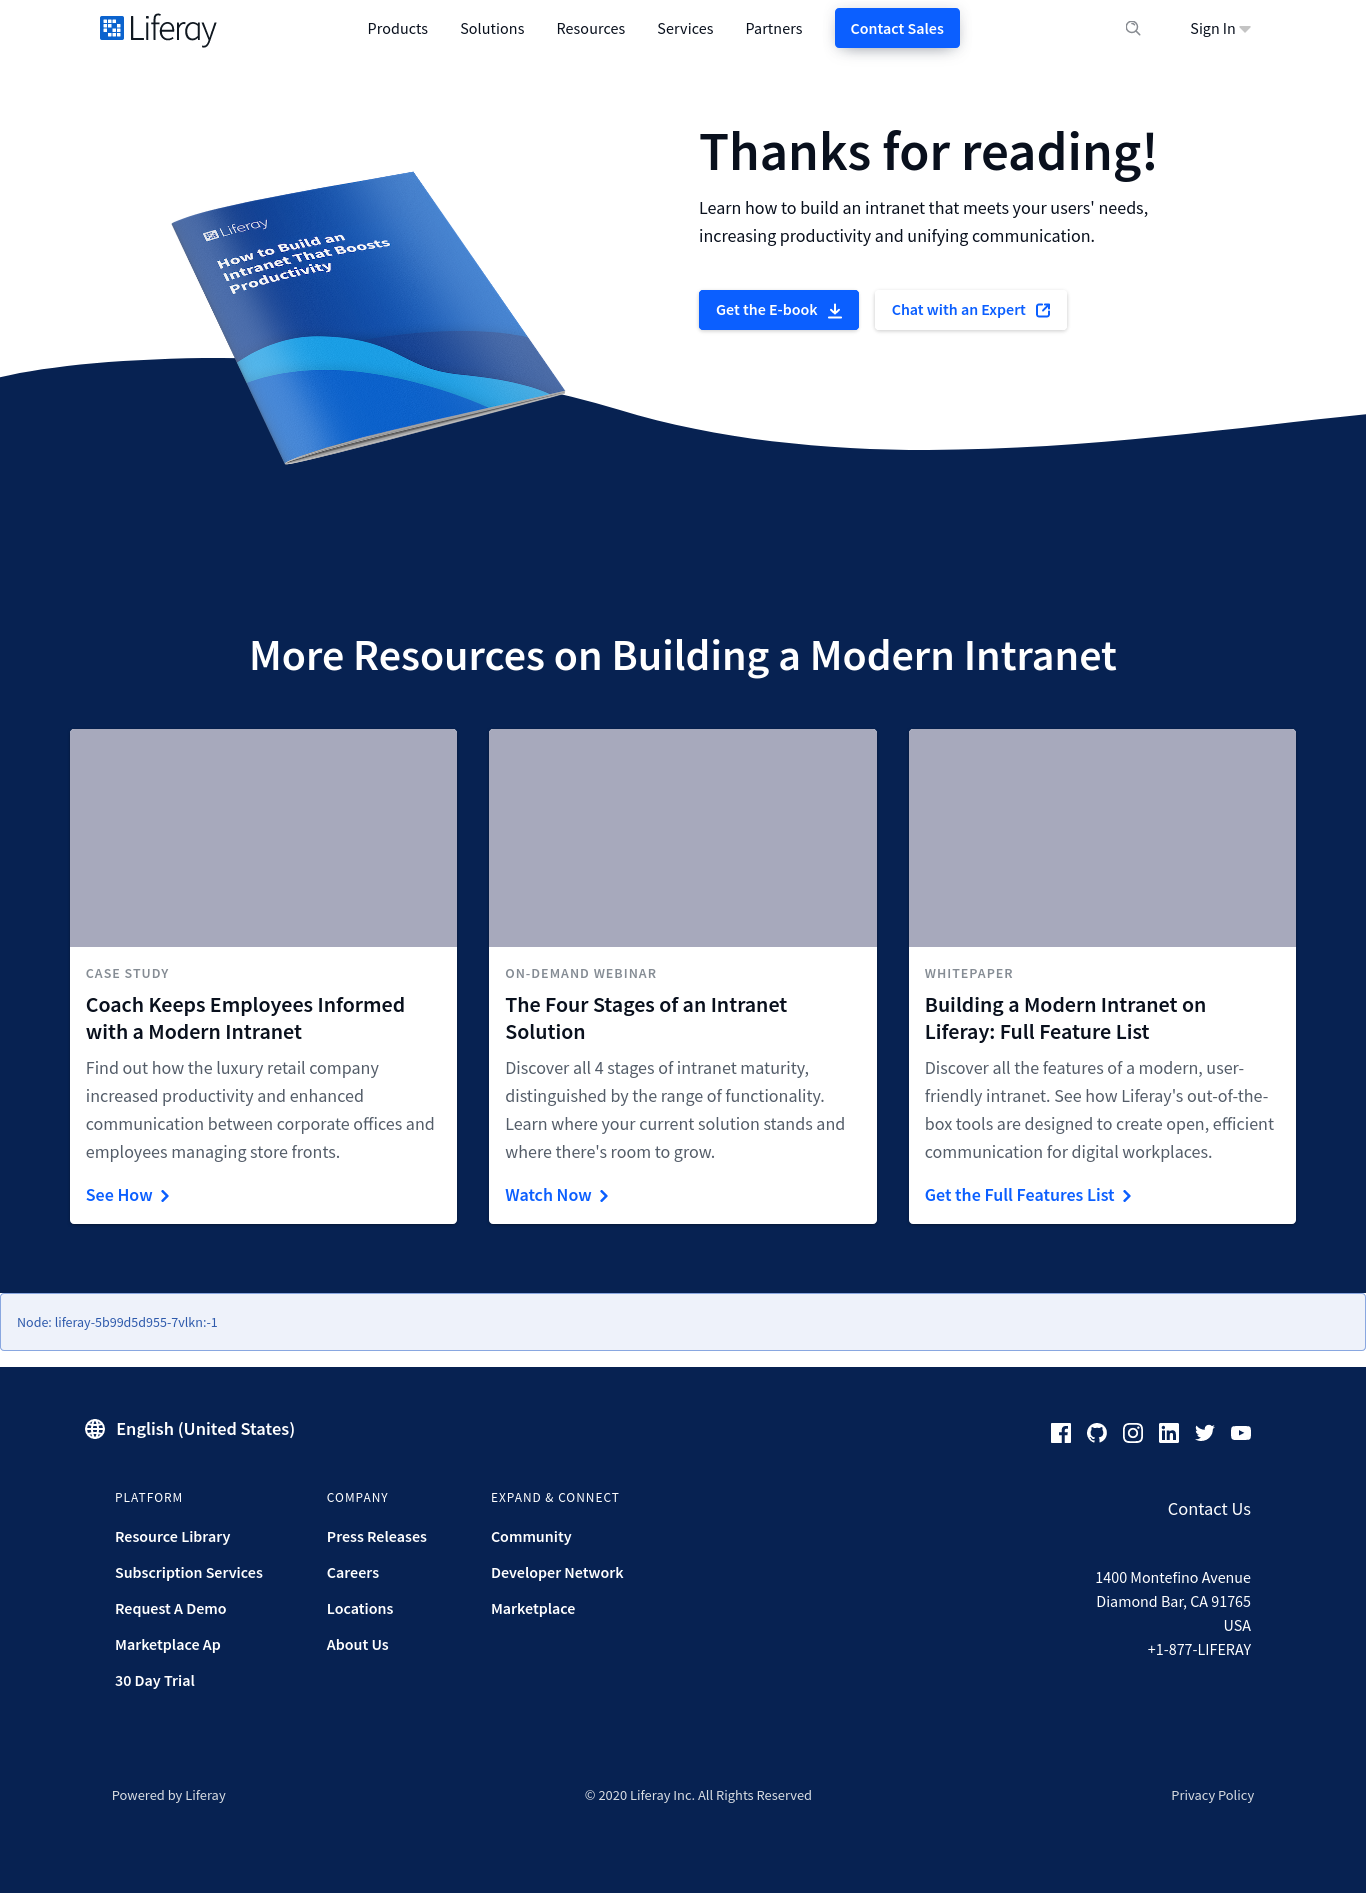 Liferay
Products
Solutions
Resources
Services
Partners
Contact Sales
Sign In
Thanks for reading!
Learn how to build an intranet that meets your users' needs,
increasing productivity and unifying communication.
Get the E-book
Chat with an Expert
Liferay
How to Build an
Intranet That Boosts
Productivity
More Resources on Building a Modern Intranet
CASE STUDY
Coach Keeps Employees Informed
with a Modern Intranet
Find out how the luxury retail company
increased productivity and enhanced
communication between corporate offices and
employees managing store fronts.
See How
ON-DEMAND WEBINAR
The Four Stages of an Intranet
Solution
Discover all 4 stages of intranet maturity,
distinguished by the range of functionality.
Learn where your current solution stands and
where there's room to grow.
Watch Now
WHITEPAPER
Building a Modern Intranet on
Liferay: Full Feature List
Discover all the features of a modern, user-
friendly intranet. See how Liferay's out-of-the-
box tools are designed to create open, efficient
communication for digital workplaces.
Get the Full Features List
Node: liferay-5b99d5d955-7vlkn:-1
English (United States)
PLATFORM
Resource Library
Subscription Services
Request A Demo
Marketplace Ap
30 Day Trial
COMPANY
Press Releases
Careers
Locations
About Us
EXPAND & CONNECT
Community
Developer Network
Marketplace
Contact Us
1400 Montefino Avenue
Diamond Bar, CA 91765
USA
+1-877-LIFERAY
Powered by Liferay
© 2020 Liferay Inc. All Rights Reserved
Privacy Policy